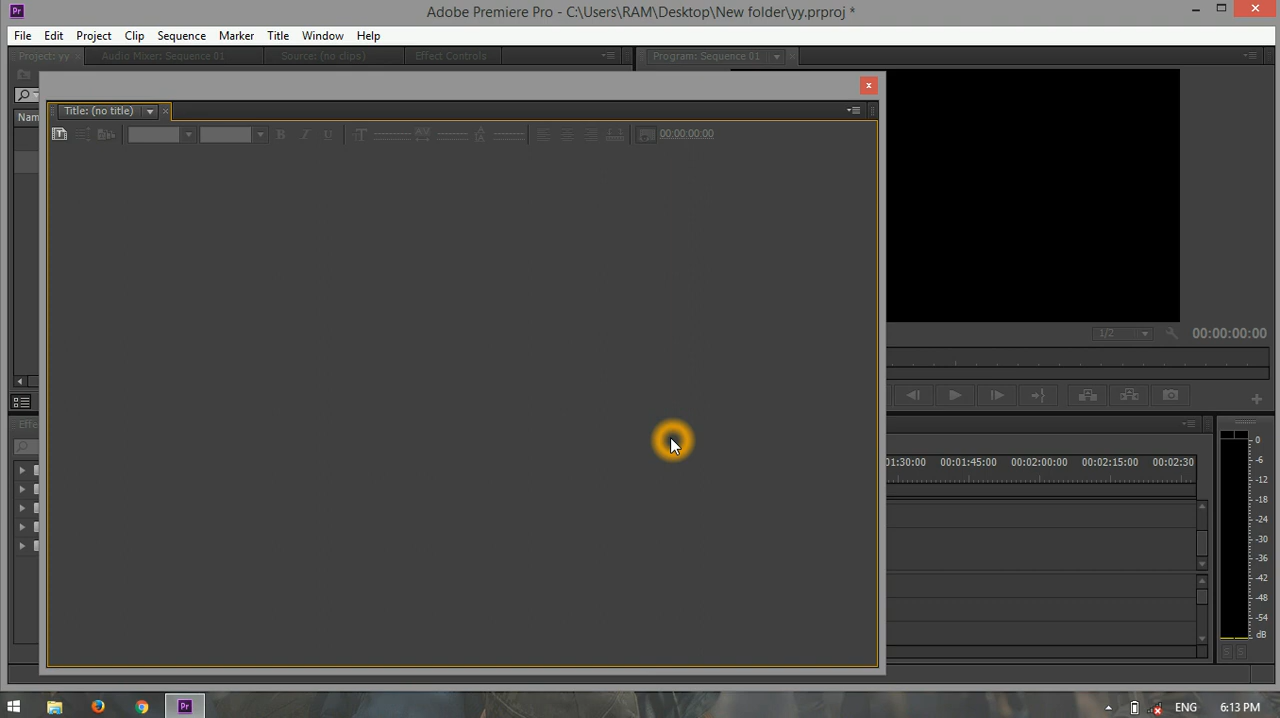 Pr Adobe Premiere Pro - C:\Users\RAM\Desktop\New folder\yy.prproj *
File Edit Project Clip Sequence Marker Title Window Help
Project: yy Audio Mixer: Sequence 01 Source: (no clips) Effect Controls Program: Sequence 01
Title: (no title)
Nam
B I U T 00:00:00:00
1/2 00:00:00:00
Effe
01:30:00 00:01:45:00 00:02:00:00 00:02:15:00 00:02:30
0
-6
-12
-18
-24
-30
-36
-42
-48
-54
dB
S S
Pr ENG 6:13 PM